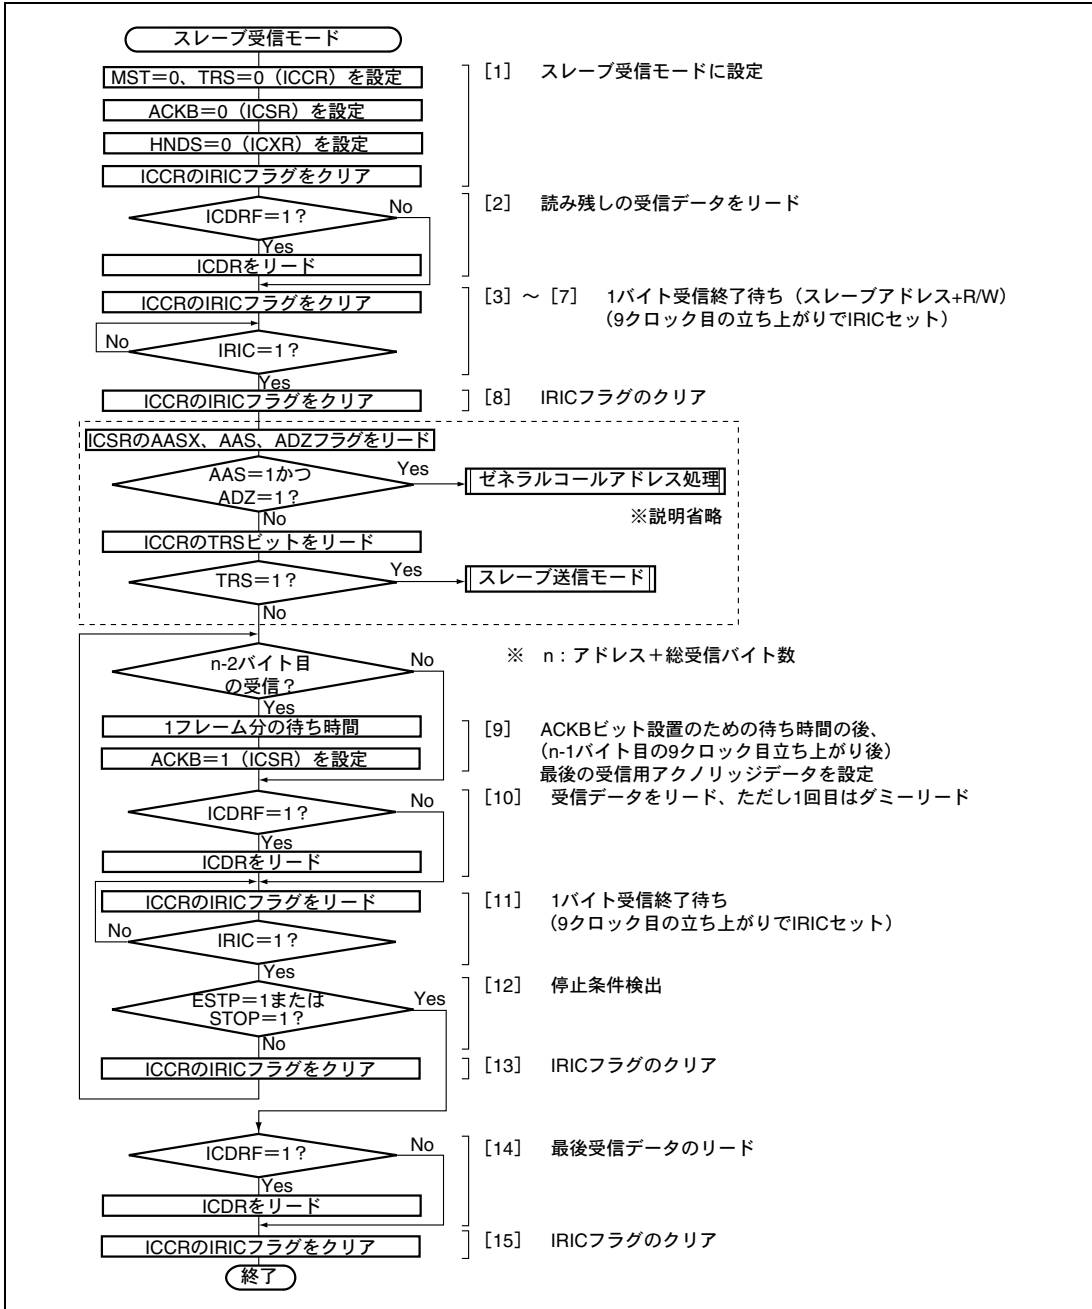 スレーブ受信モード
MST＝0、TRS＝0（ICCR）を設定
［1］ スレーブ受信モードに設定
ACKB＝0（ICSR）を設定
HNDS＝0（ICXR）を設定
ICCRのIRICフラグをクリア
ICDRF＝1？
No
［2］ 読み残しの受信データをリード
Yes
ICDRをリード
ICCRのIRICフラグをクリア
［3］～［7］ 1バイト受信終了待ち（スレーブアドレス+R/W）
（9クロック目の立ち上がりでIRICセット）
No
IRIC＝1？
Yes
ICCRのIRICフラグをクリア
［8］ IRICフラグのクリア
ICSRのAASX、AAS、ADZフラグをリード
AAS＝1かつ
ADZ＝1？
Yes
ゼネラルコールアドレス処理
No
※説明省略
ICCRのTRSビットをリード
TRS＝1？
Yes
スレーブ送信モード
No
n-2バイト目
の受信？
No
※ n：アドレス＋総受信バイト数
Yes
1フレーム分の待ち時間
［9］ ACKBビット設置のための待ち時間の後、
（n-1バイト目の9クロック目立ち上がり後）
最後の受信用アクノリッジデータを設定
ACKB＝1（ICSR）を設定
ICDRF＝1？
No
［10］ 受信データをリード、ただし1回目はダミーリード
Yes
ICDRをリード
ICCRのIRICフラグをリード
［11］ 1バイト受信終了待ち
（9クロック目の立ち上がりでIRICセット）
No
IRIC＝1？
Yes
ESTP＝1または
STOP＝1？
Yes
［12］ 停止条件検出
No
ICCRのIRICフラグをクリア
［13］ IRICフラグのクリア
ICDRF＝1？
No
［14］ 最後受信データのリード
Yes
ICDRをリード
ICCRのIRICフラグをクリア
［15］ IRICフラグのクリア
終了